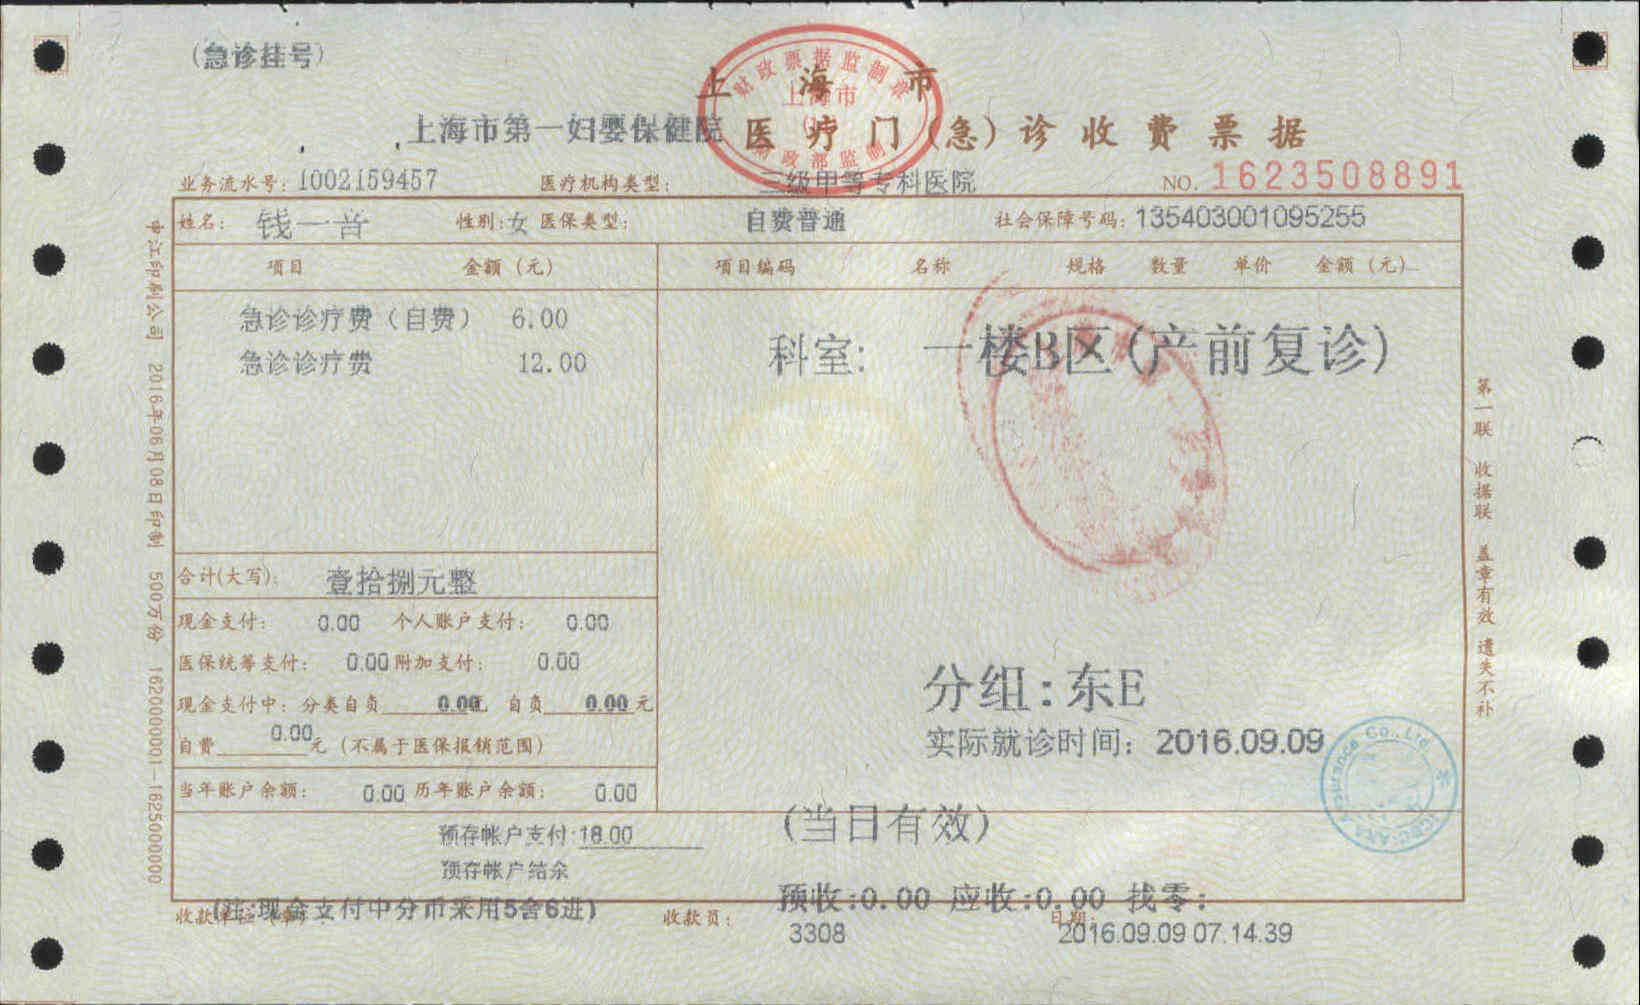 (急诊挂号)
财政票据监制章
上海市
财政部监制
上海市
上海市第一妇婴保健院 医疗门(急)诊收费票据
业务流水号：1002159457 医疗机构类型： 三级甲等专科医院 NO. 1623508891
姓名： 钱一音 性别：女 医保类型： 自费普通 社会保障号码：135403001095255
项目 金额（元） 项目编码 名称 规格 数量 单价 金额（元）
急诊诊疗费（自费） 6.00
急诊诊疗费 12.00
科室： 一楼B区(产前复诊)
合计(大写)： 壹拾捌元整
现金支付： 0.00 个人账户支付： 0.00
医保统筹支付： 0.00 附加支付： 0.00
现金支付中：分类自负 0.00元 自负 0.00元
自费 0.00元（不属于医保报销范围）
当年账户余额： 0.00 历年账户余额： 0.00
分组：东E
实际就诊时间：2016.09.09
(当日有效)
预存帐户支付:18.00
预存帐户结余
预收:0.00 应收:0.00 找零:
(注:现金支付中分币采用5舍6进)
收款单位（章）： 收款员： 3308 日期： 2016.09.09 07.14.39
申江印刷公司 2016年06月08日印制 500万份 1620000001－1625000000
第一联 收据联 盖章有效 遗失不补
Assurance Co., Ltd.